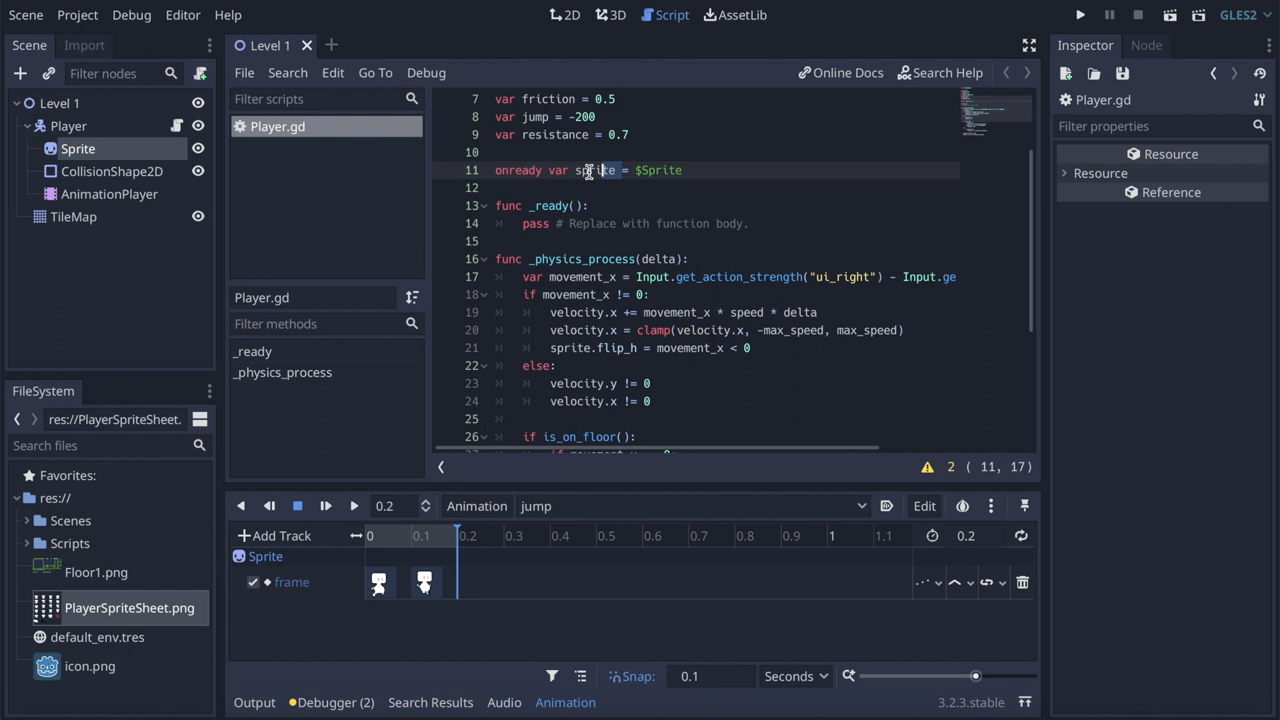 Scene Project Debug Editor Help 2D 3D Script AssetLib GLES2
Scene Import Level 1 Inspector Node
Filter nodes File Search Edit Go To Debug Online Docs Search Help
Level 1 Filter scripts 7 var friction = 0.5 Player.gd
Player Player.gd 8 var jump = -200 Filter properties
Sprite 9 var resistance = 0.7 Resource
CollisionShape2D 10 Resource
AnimationPlayer 11 onready var sprite = $Sprite Reference
TileMap 12
13 func _ready():
14 pass # Replace with function body.
15
16 func _physics_process(delta):
17 var movement_x = Input.get_action_strength("ui_right") - Input.ge
Player.gd 18 if movement_x != 0:
19 velocity.x += movement_x * speed * delta
Filter methods 20 velocity.x = clamp(velocity.x, -max_speed, max_speed)
_ready 21 sprite.flip_h = movement_x < 0
_physics_process 22 else:
FileSystem 23 velocity.y != 0
res://PlayerSpriteSheet. 24 velocity.x != 0
25
Search files 26 if is_on_floor():
2 ( 11, 17)
Favorites:
res:// 0.2 Animation jump Edit
Scenes Add Track 0 0.1 0.2 0.3 0.4 0.5 0.6 0.7 0.8 0.9 1 1.1 0.2
Scripts Sprite
Floor1.png frame
PlayerSpriteSheet.png
default_env.tres
icon.png Snap: 0.1 Seconds
Output Debugger (2) Search Results Audio Animation 3.2.3.stable